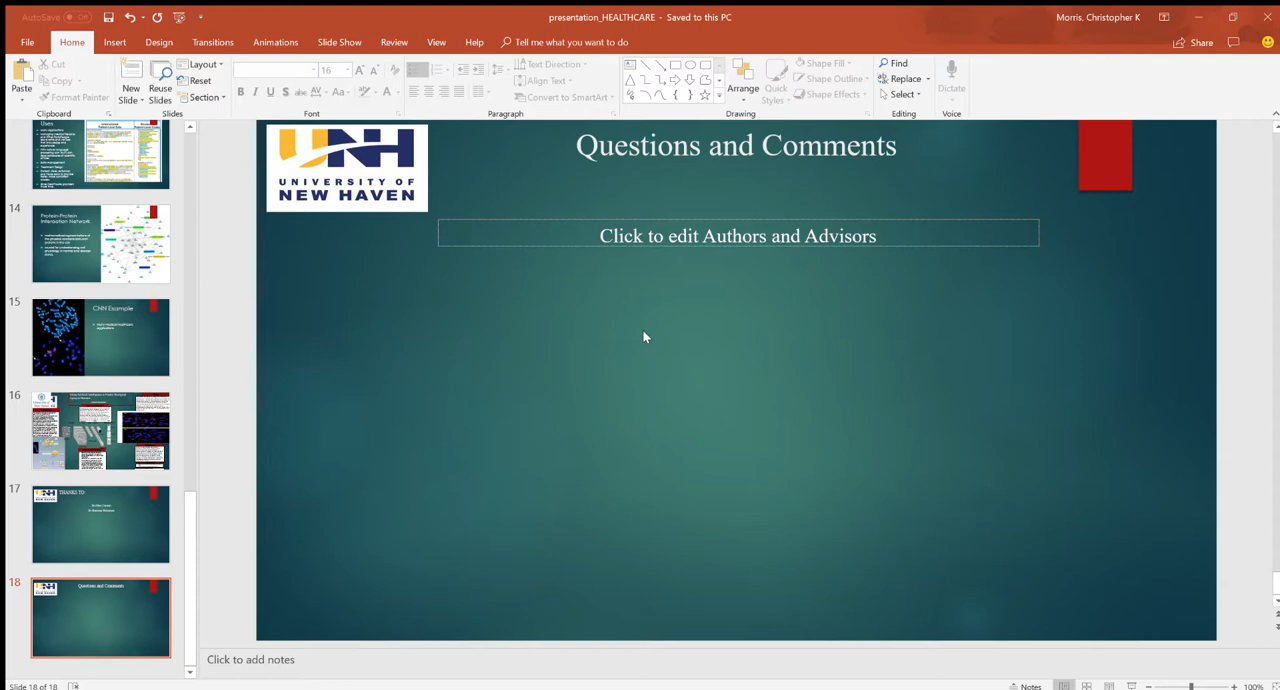 AutoSave Off
presentation_HEALTHCARE - Saved to this PC
Morris, Christopher K
File Home Insert Design Transitions Animations Slide Show Review View Help Tell me what you want to do
Share
Paste
Cut
Copy
Format Painter
Clipboard
New Slide
Reuse Slides
Layout
Reset
Section
Slides
16
Font
Text Direction
Align Text
Convert to SmartArt
Paragraph
Arrange
Quick Styles
Shape Fill
Shape Outline
Shape Effects
Drawing
Find
Replace
Select
Editing
Dictate
Voice
Uses
14
Protein-Protein
Interaction Network
15
CNN Example
16
17
THANKS TO:
18
Questions and Comments
UNH
UNIVERSITY OF
NEW HAVEN
Questions and Comments
Click to edit Authors and Advisors
Click to add notes
Slide 18 of 18
Notes
100%